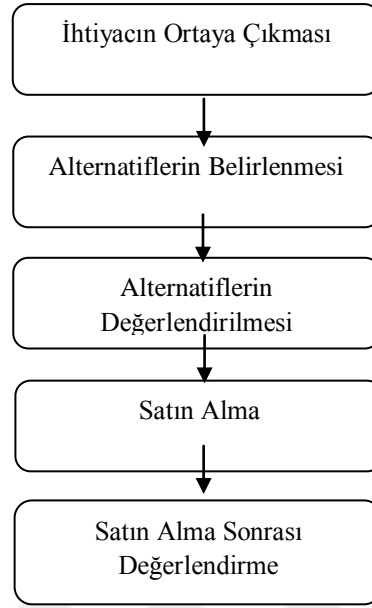 İhtiyacın Ortaya Çıkması
Alternatiflerin Belirlenmesi
Alternatiflerin
Değerlendirilmesi
Satın Alma
Satın Alma Sonrası
Değerlendirme